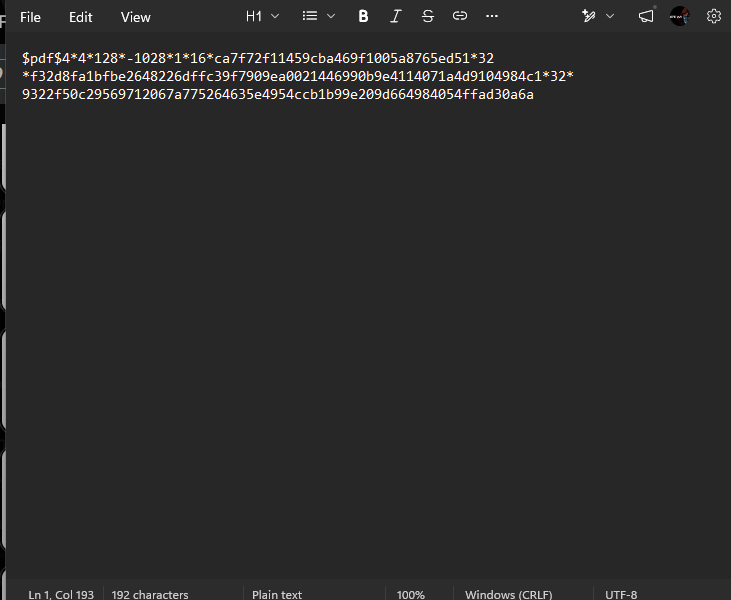 File Edit View H1 B I S
$pdf$4*4*128*-1028*1*16*ca7f72f11459cba469f1005a8765ed51*32
*f32d8fa1bfbe2648226dffc39f7909ea0021446990b9e4114071a4d9104984c1*32*
9322f50c29569712067a775264635e4954ccb1b99e209d664984054ffad30a6a
Ln 1, Col 193 192 characters Plain text 100% Windows (CRLF) UTF-8